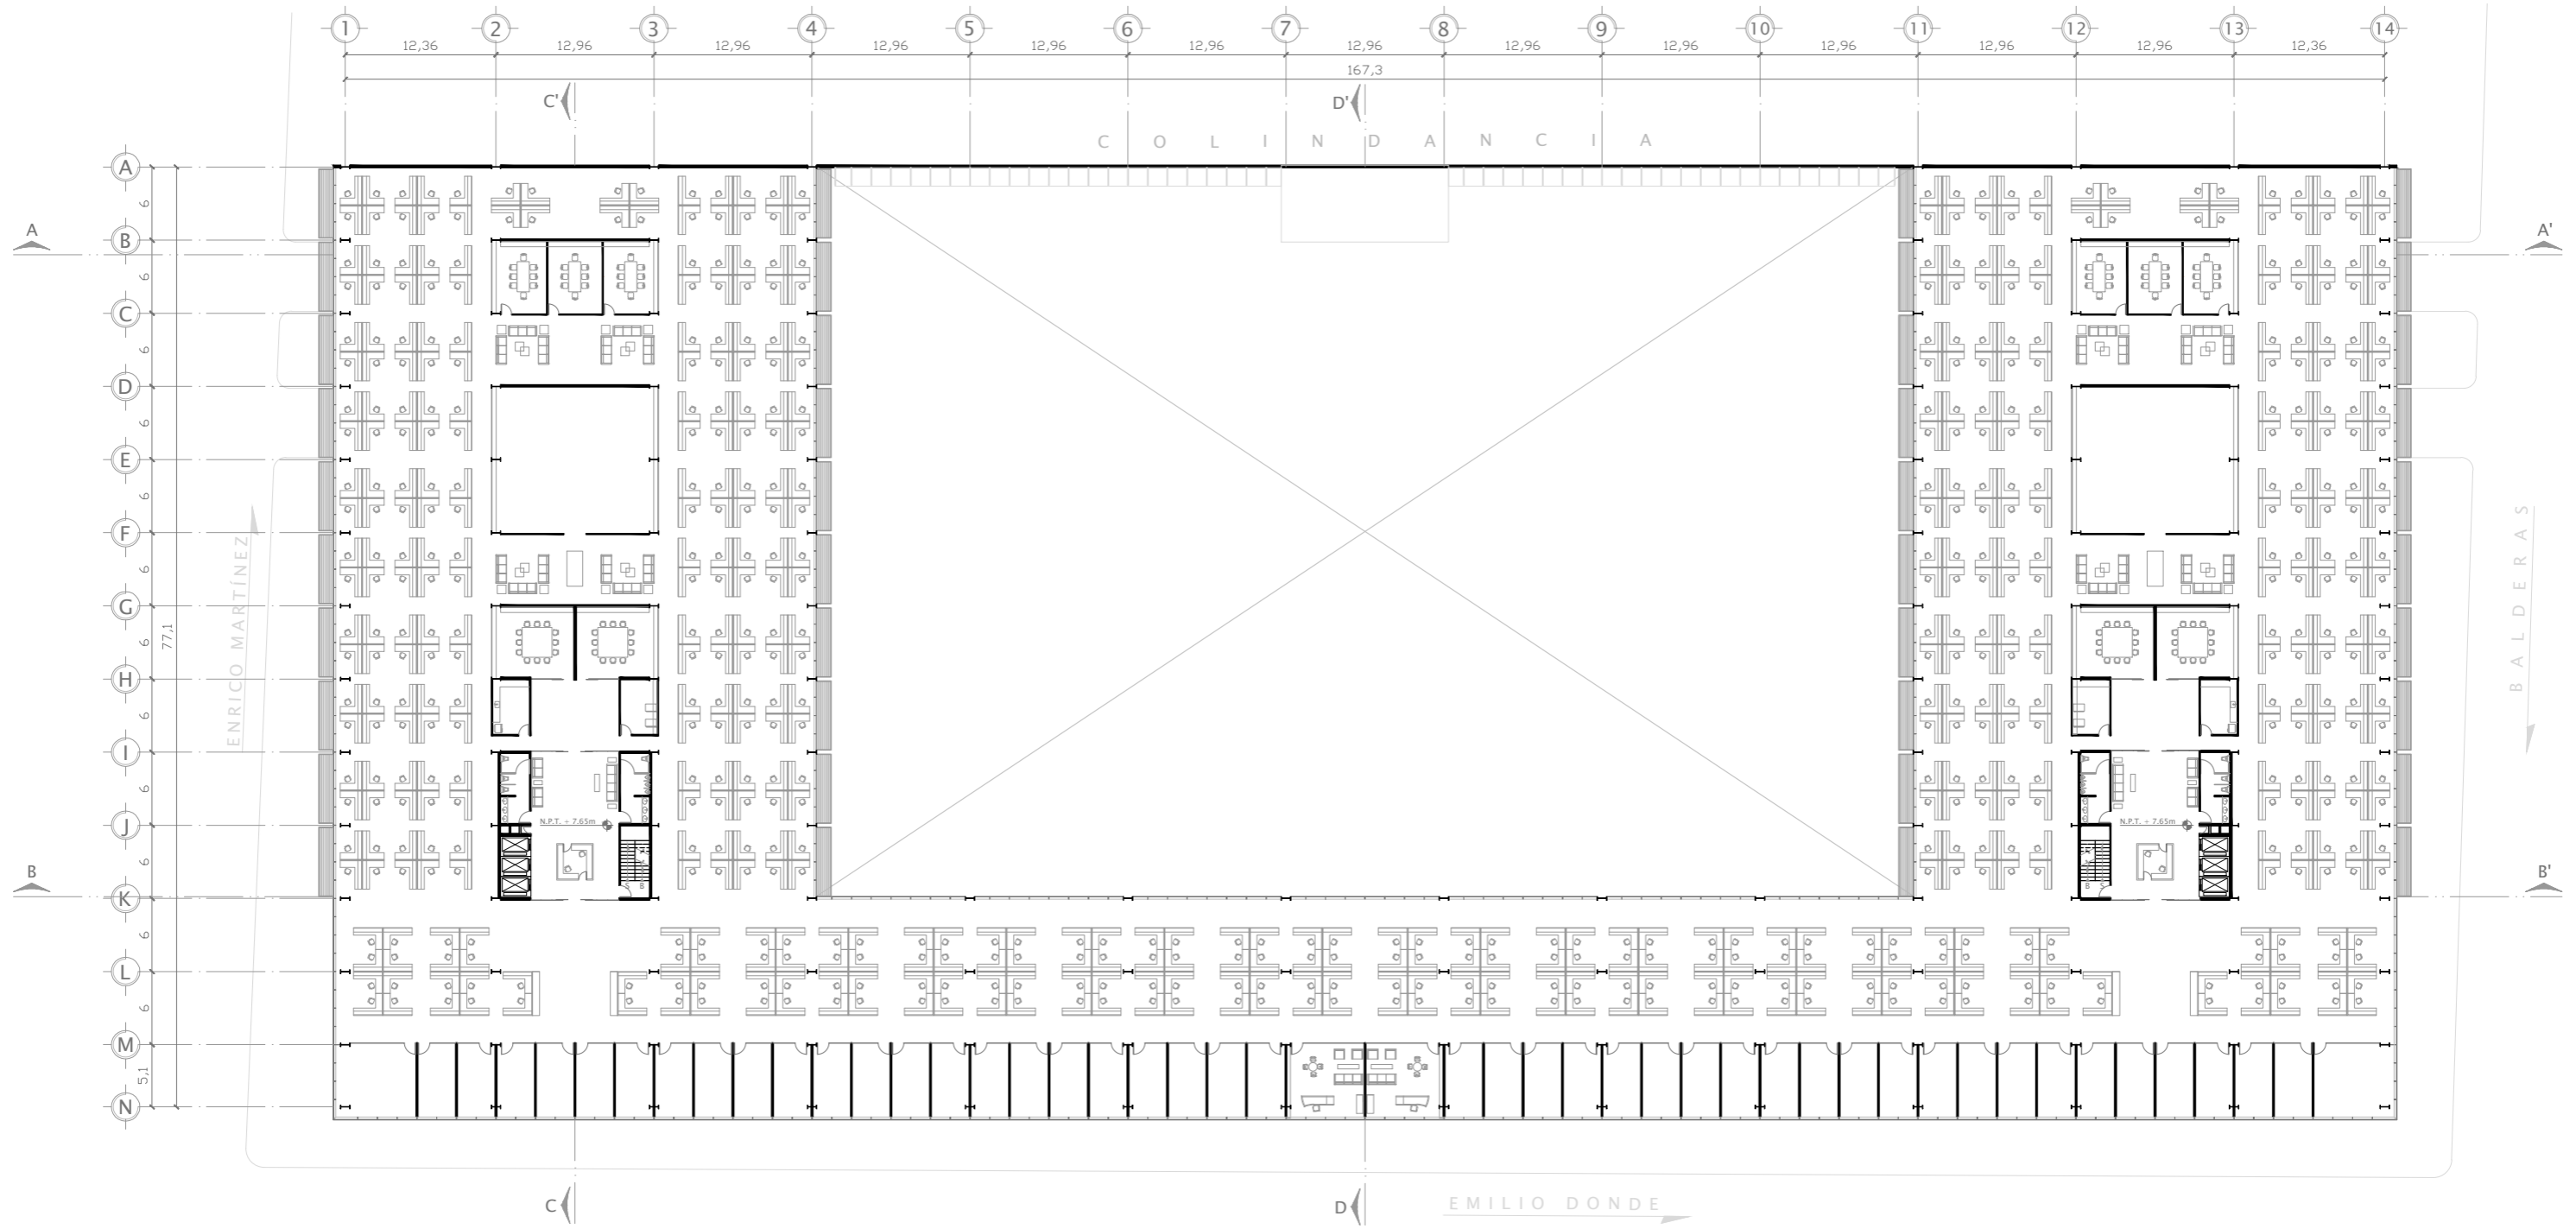 1 2 3 4 5 6 7 8 9 10 11 12 13 14
12,36 12,96 12,96 12,96 12,96 12,96 12,96 12,96 12,96 12,96 12,96 12,96 12,36
167,3
C' D'
COLINDANCIA
A
6
A B A'
6
C
6
D
6
E
6
F
6
G
6
77,1
H
6
I
6
J
6
B K B'
6
L
6
M
5,1
N
ENRICO MARTÍNEZ
BALDERAS
N.P.T. + 7.65m N.P.T. + 7.65m
S B B S
C D
EMILIO DONDE